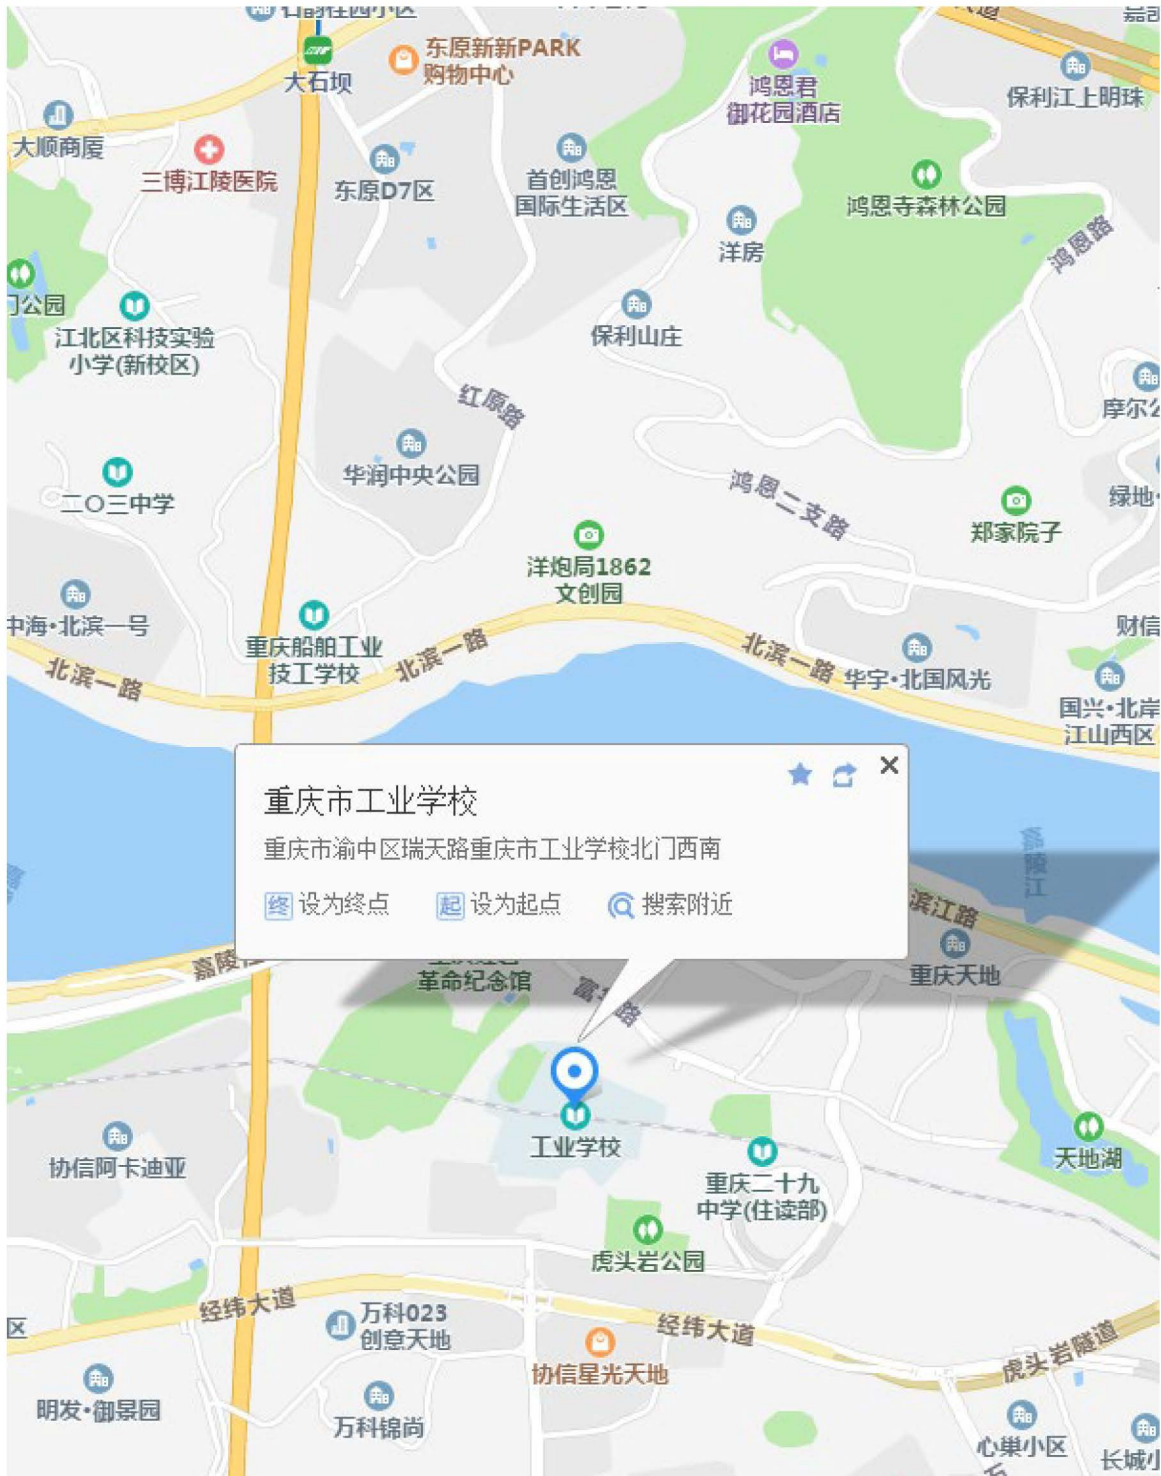 大石坝
东原新新PARK
购物中心
鸿恩君
御花园酒店
保利江上明珠
大顺商厦
三博江陵医院
东原D7区
首创鸿恩
国际生活区
鸿恩寺森林公园
洋房
鸿恩路
门公园
江北区科技实验
小学(新校区)
保利山庄
红原路
摩尔公
华润中央公园
二〇三中学
鸿恩二支路
绿地·
郑家院子
洋炮局1862
文创园
中海·北滨一号
重庆船舶工业
技工学校
财信
北滨一路
北滨一路
北滨一路
华宇·北国风光
国兴·北岸
江山西区
重庆市工业学校
重庆市渝中区瑞天路重庆市工业学校北门西南
终 设为终点
起 设为起点
搜索附近
嘉陵江
嘉
滨江路
嘉陵江
革命纪念馆
重庆天地
富华路
工业学校
协信阿卡迪亚
天地湖
重庆二十九
中学(住读部)
虎头岩公园
经纬大道
万科023
创意天地
经纬大道
虎头岩隧道
区
协信星光天地
明发·御景园
万科锦尚
心巢小区
长城小